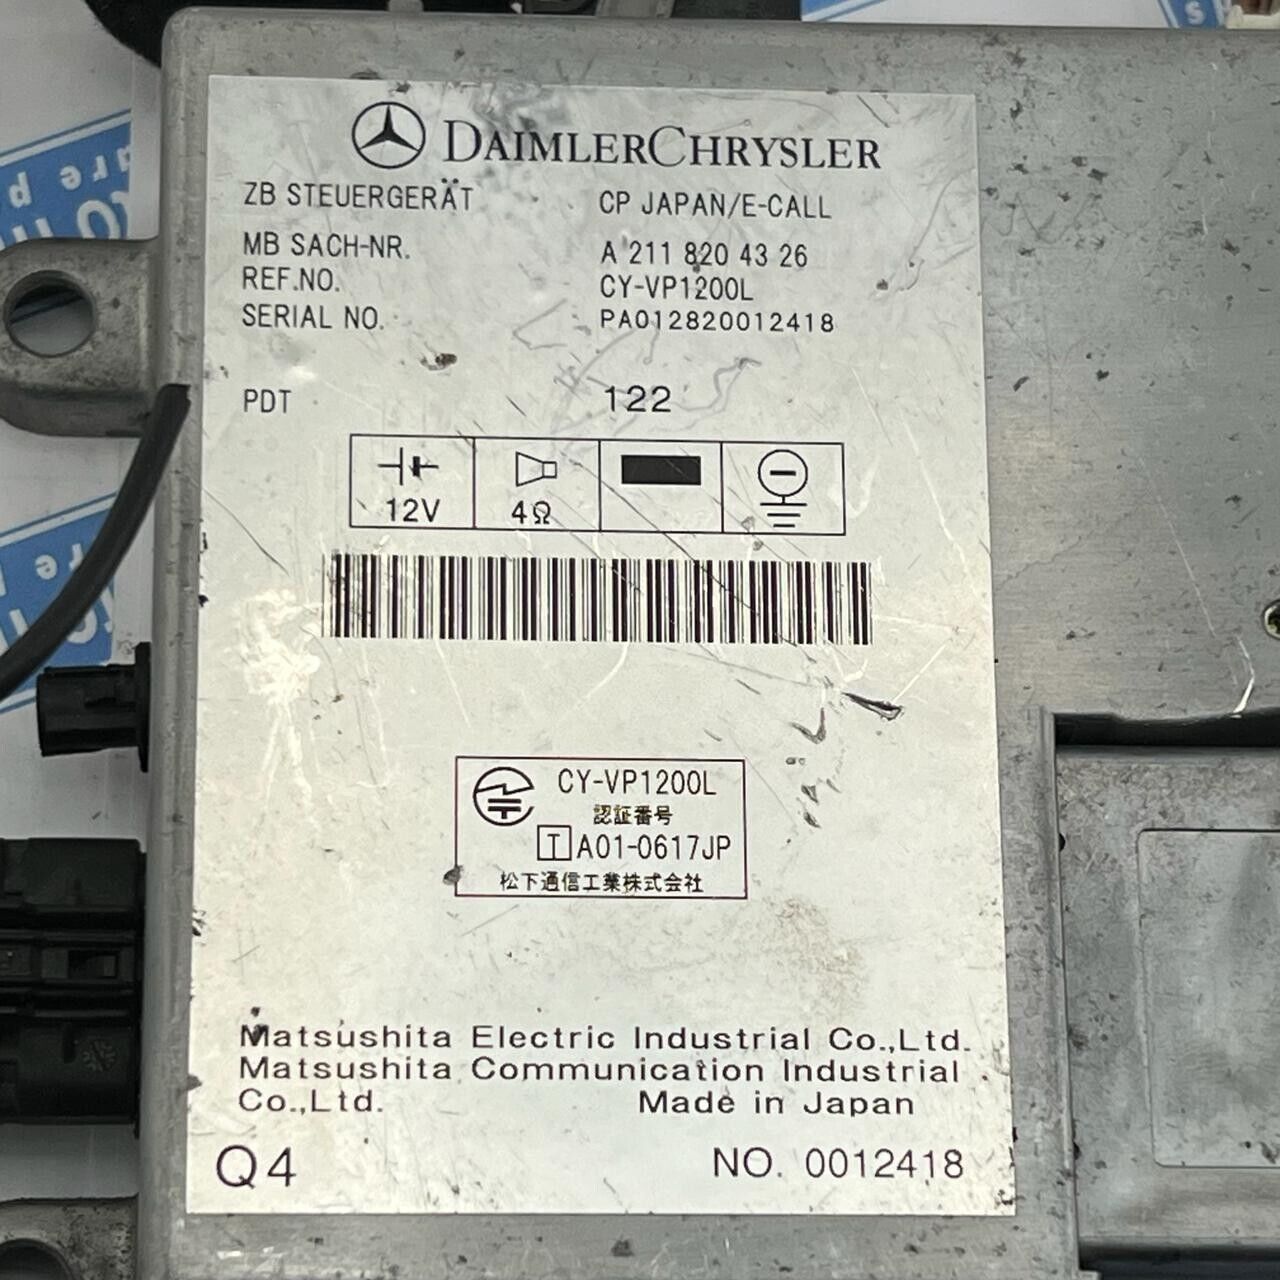 DAIMLERCHRYSLER
ZB STEUERGERÄT CP JAPAN/E-CALL
MB SACH-NR. A 211 820 43 26
REF.NO. CY-VP1200L
SERIAL NO. PA012820012418
PDT 122
12V 4Ω
CY-VP1200L
認証番号
T A01-0617JP
松下通信工業株式会社
Matsushita Electric Industrial Co.,Ltd.
Matsushita Communication Industrial
Co.,Ltd. Made in Japan
Q4 NO. 0012418